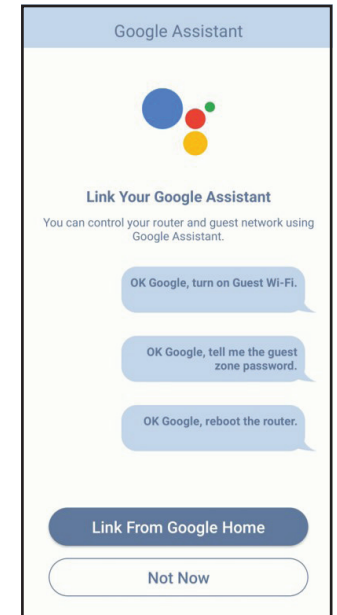 Google Assistant
Link Your Google Assistant
You can control your router and guest network using
Google Assistant.
OK Google, turn on Guest Wi-Fi.
OK Google, tell me the guest
zone password.
OK Google, reboot the router.
Link From Google Home
Not Now